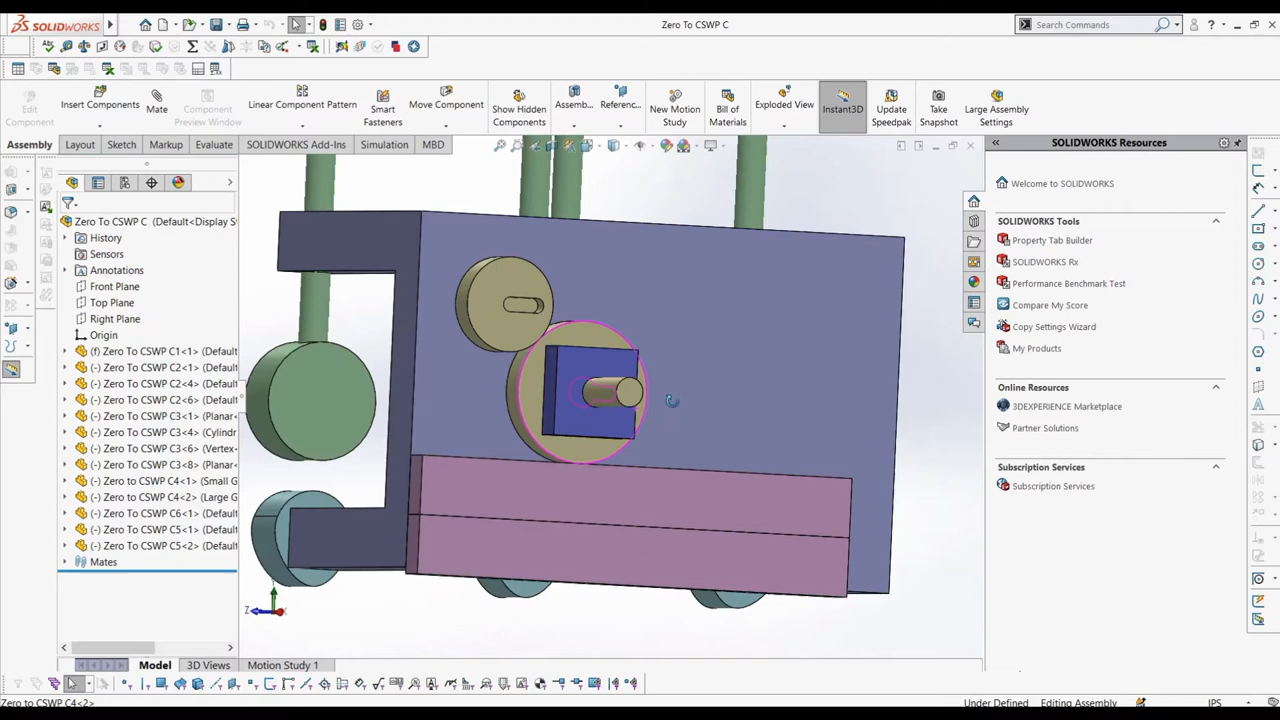 SOLIDWORKS
Zero To CSWP C
Search Commands
Edit Component
Insert Components
Mate
Component Preview Window
Linear Component Pattern
Smart Fasteners
Move Component
Show Hidden Components
Assemb...
Referenc...
New Motion Study
Bill of Materials
Exploded View
Instant3D
Update Speedpak
Take Snapshot
Large Assembly Settings
Assembly
Layout
Sketch
Markup
Evaluate
SOLIDWORKS Add-Ins
Simulation
MBD
SOLIDWORKS Resources
Welcome to SOLIDWORKS
SOLIDWORKS Tools
Property Tab Builder
SOLIDWORKS Rx
Performance Benchmark Test
Compare My Score
Copy Settings Wizard
My Products
Online Resources
3DEXPERIENCE Marketplace
Partner Solutions
Subscription Services
Subscription Services
Zero To CSWP C (Default<Display S
History
Sensors
Annotations
Front Plane
Top Plane
Right Plane
Origin
(f) Zero To CSWP C1<1> (Default
(-) Zero To CSWP C2<1> (Default
(-) Zero To CSWP C2<4> (Default
(-) Zero To CSWP C2<6> (Default
(-) Zero To CSWP C3<1> (Planar<
(-) Zero To CSWP C3<4> (Cylindr
(-) Zero To CSWP C3<6> (Vertex<
(-) Zero To CSWP C3<8> (Planar<
(-) Zero to CSWP C4<1> (Small G
(-) Zero to CSWP C4<2> (Large G
(-) Zero To CSWP C6<1> (Default
(-) Zero To CSWP C5<1> (Default
(-) Zero To CSWP C5<2> (Default
Mates
Z
Model
3D Views
Motion Study 1
Zero to CSWP C4<2>
Under Defined
Editing Assembly
IPS